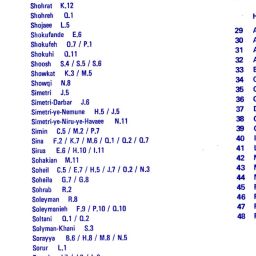 Shohrat K.12
Shohreh Q.1
Shojaee L.5
Shokufande E.6
Shokufeh Q.7 / P.1
Shokuhi Q.11
Shoosh S.4 / S.5 / S.6
Showkat K.3 / M.5
Showqi N.8
Simetri J.5
Simetri-Darbar J.6
Simetri-ye-Nemune H.5 / J.5
Simetri-ye-Niru-ye-Havaee N.11
Simin C.5 / M.2 / P.7
Sina F.2 / K.7 / M.6 / Q.1 / Q.2 / Q.7
Sirus E.6 / H.10 / I.11
Sohakian M.11
Soheil C.5 / E.7 / H.5 / J.7 / O.2 / N.3
Soheila G.7 / G.8
Sohrab R.2
Soleyman R.8
Soleymanieh F.9 / P.10 / Q.10
Soltani Q.1 / Q.2
Solyman-Khani S.3
Sorayya B.6 / H.8 / M.8 / N.5
Sorur L.1
29
30
31
32
33
34
35
36
37
38
39
40
41
42
43
44
45
46
47
48